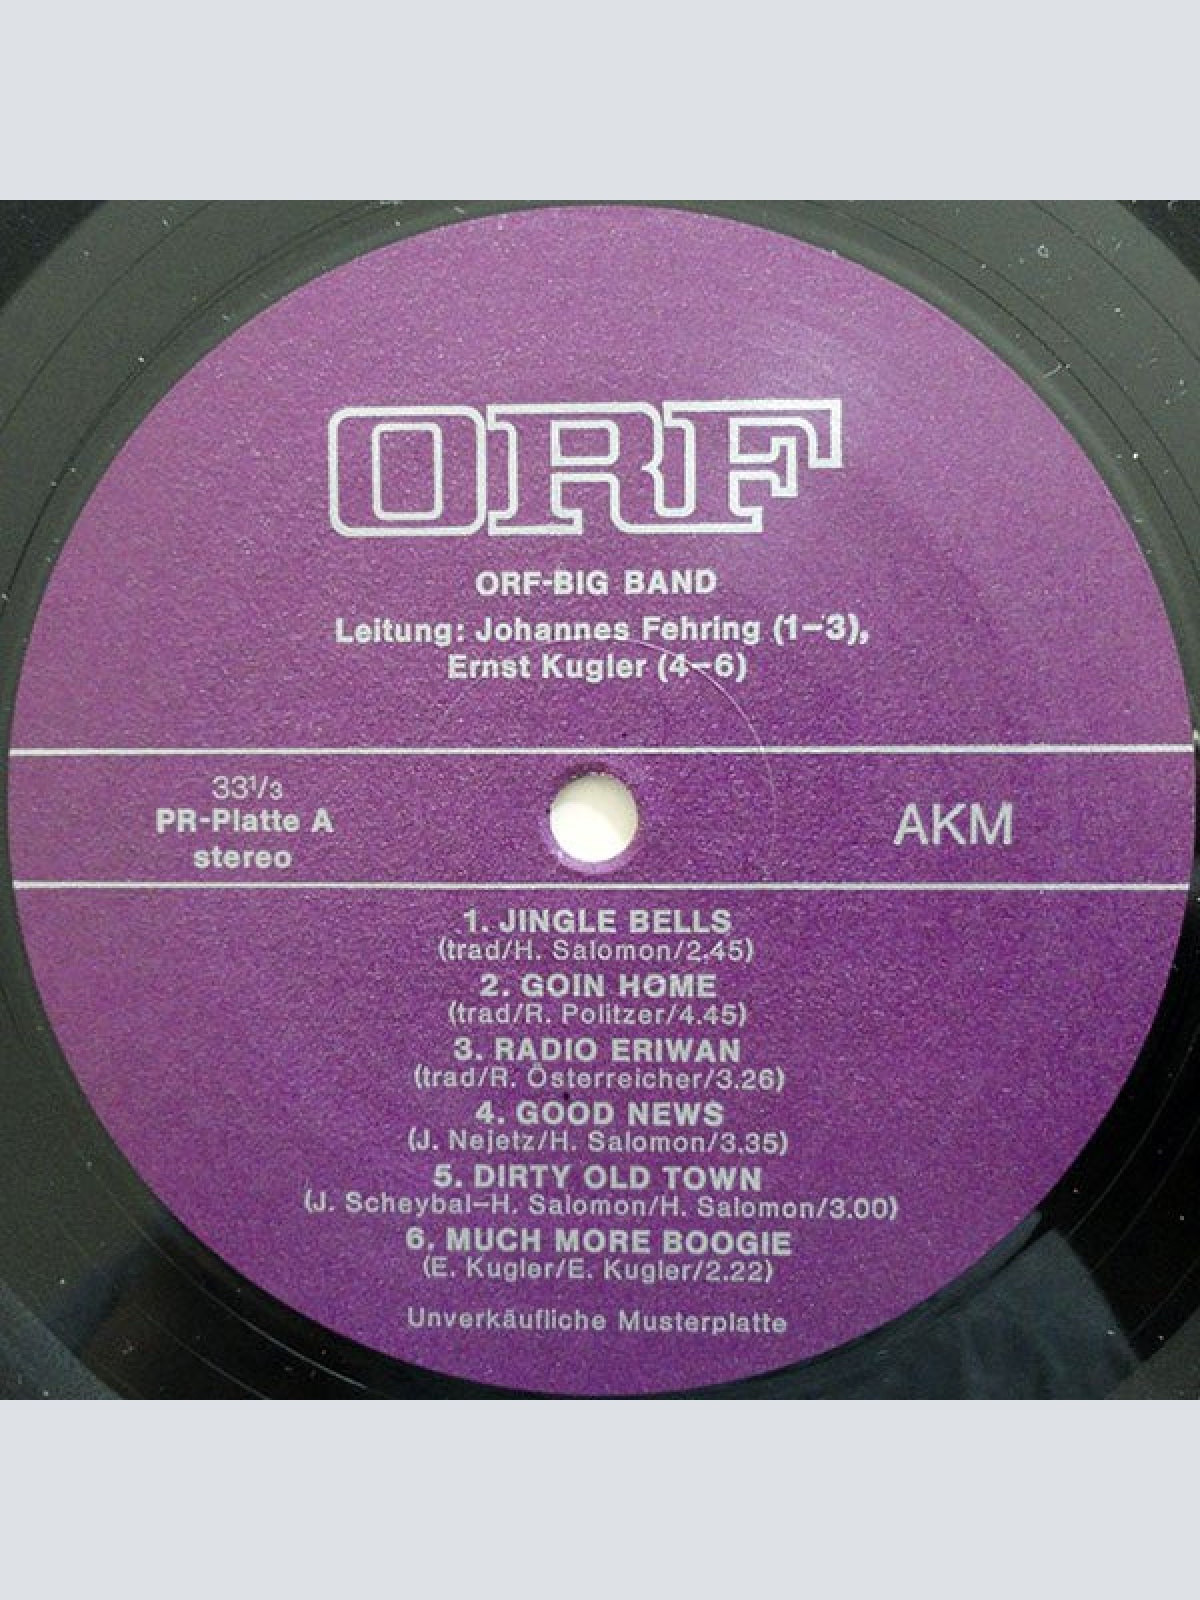 ORF
ORF-BIG BAND
Leitung: Johannes Fehring (1–3),
Ernst Kugler (4–6)
33 1/3
PR-Platte A
stereo
AKM
1. JINGLE BELLS
(trad/H. Salomon/2.45)
2. GOIN HOME
(trad/R. Politzer/4.45)
3. RADIO ERIWAN
(trad/R. Österreicher/3.26)
4. GOOD NEWS
(J. Nejetz/H. Salomon/3.35)
5. DIRTY OLD TOWN
(J. Scheybal–H. Salomon/H. Salomon/3.00)
6. MUCH MORE BOOGIE
(E. Kugler/E. Kugler/2.22)
Unverkäufliche Musterplatte